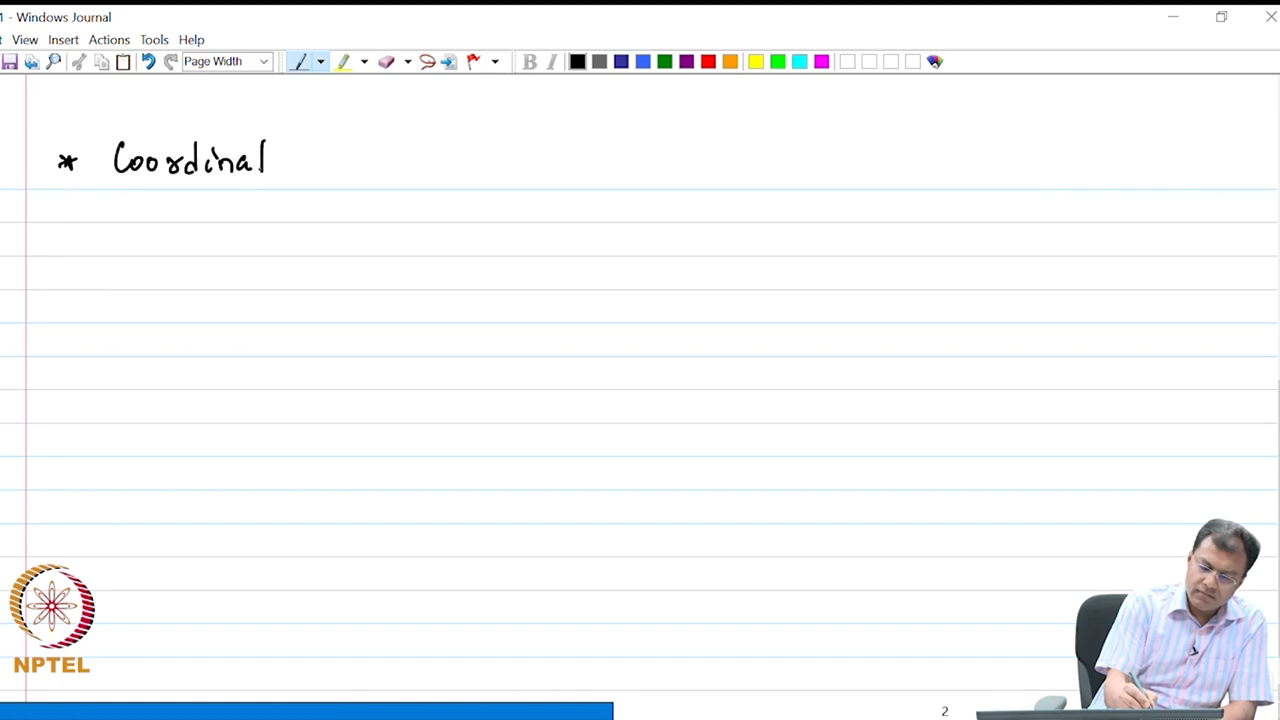 1 - Windows Journal
t View Insert Actions Tools Help
Page Width B I
* Coordinal
NPTEL
2